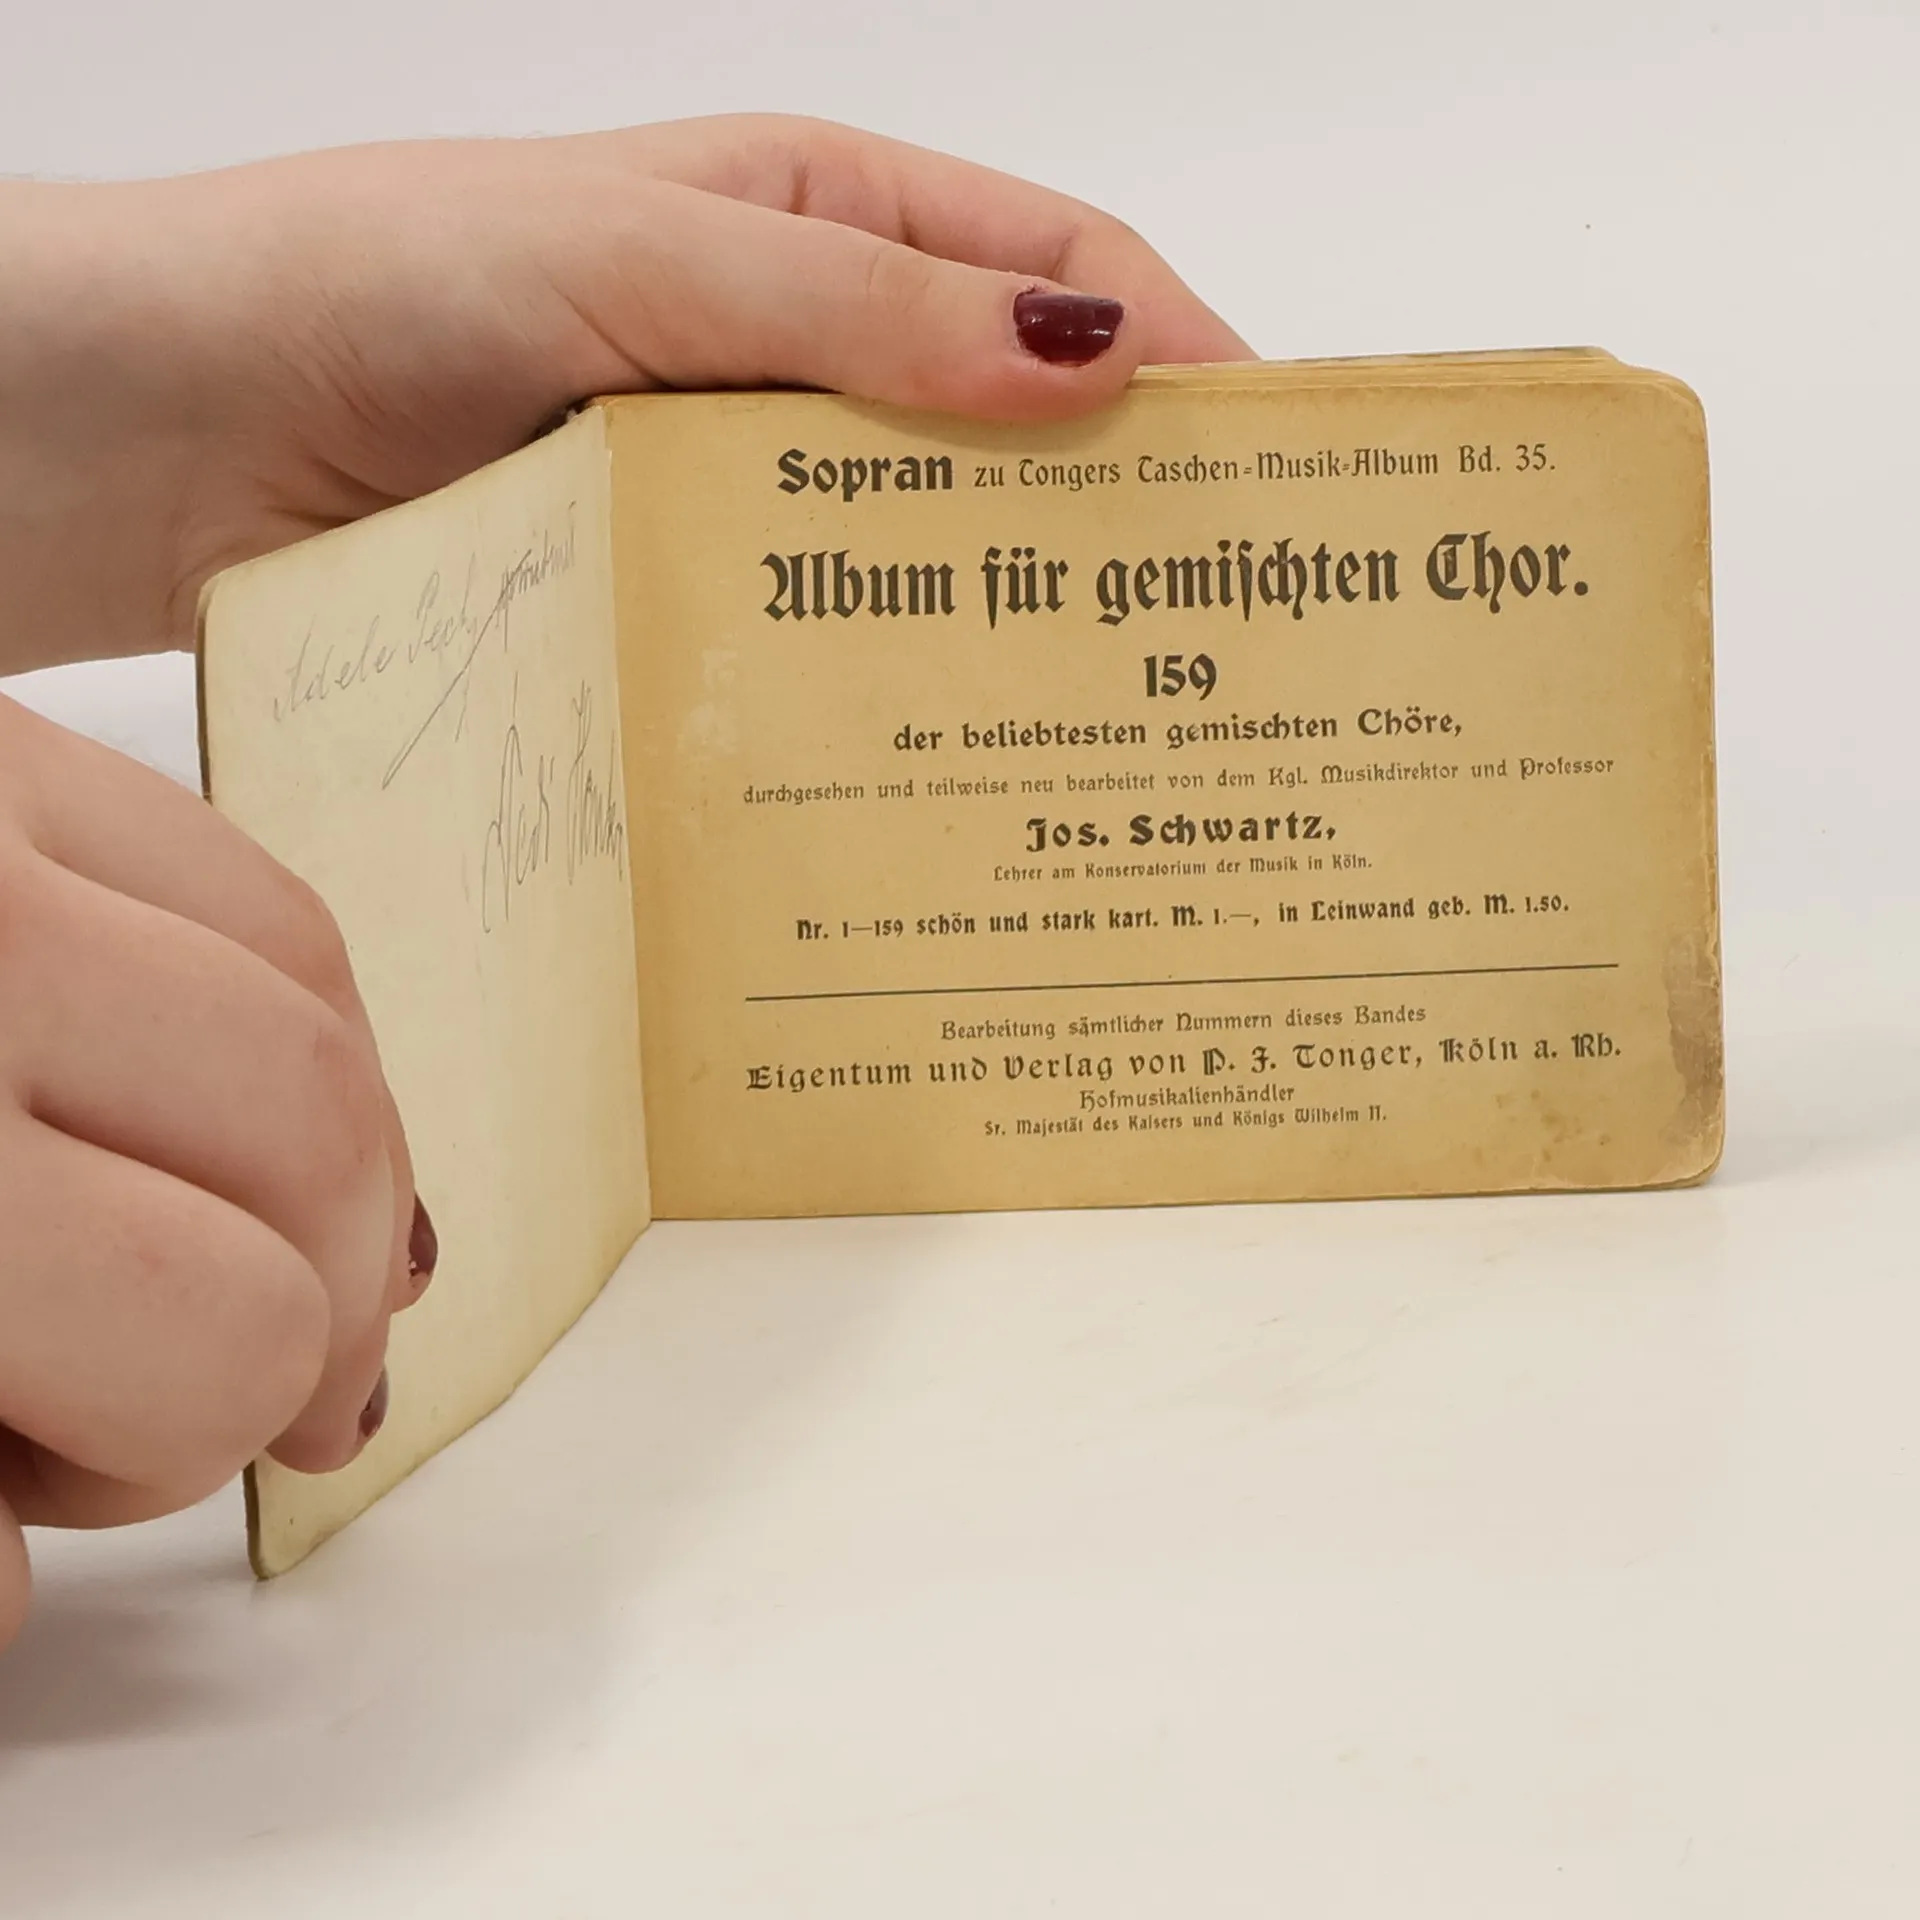 Adele Pech
Sopran zu Tongers Taschen=Musik=Album Bd. 35.
Album für gemischten Chor.
159
der beliebtesten gemischten Chöre,
durchgesehen und teilweise neu bearbeitet von dem Kgl. Musikdirektor und Professor
Jos. Schwartz,
Lehrer am Konservatorium der Musik in Köln.
Nr. 1—159 schön und stark kart. M. 1.—, in Leinwand geb. M. 1.50.
Bearbeitung sämtlicher Nummern dieses Bandes
Eigentum und Verlag von P. J. Tonger, Köln a. Rh.
Hofmusikalienhändler
Sr. Majestät des Kaisers und Königs Wilhelm II.